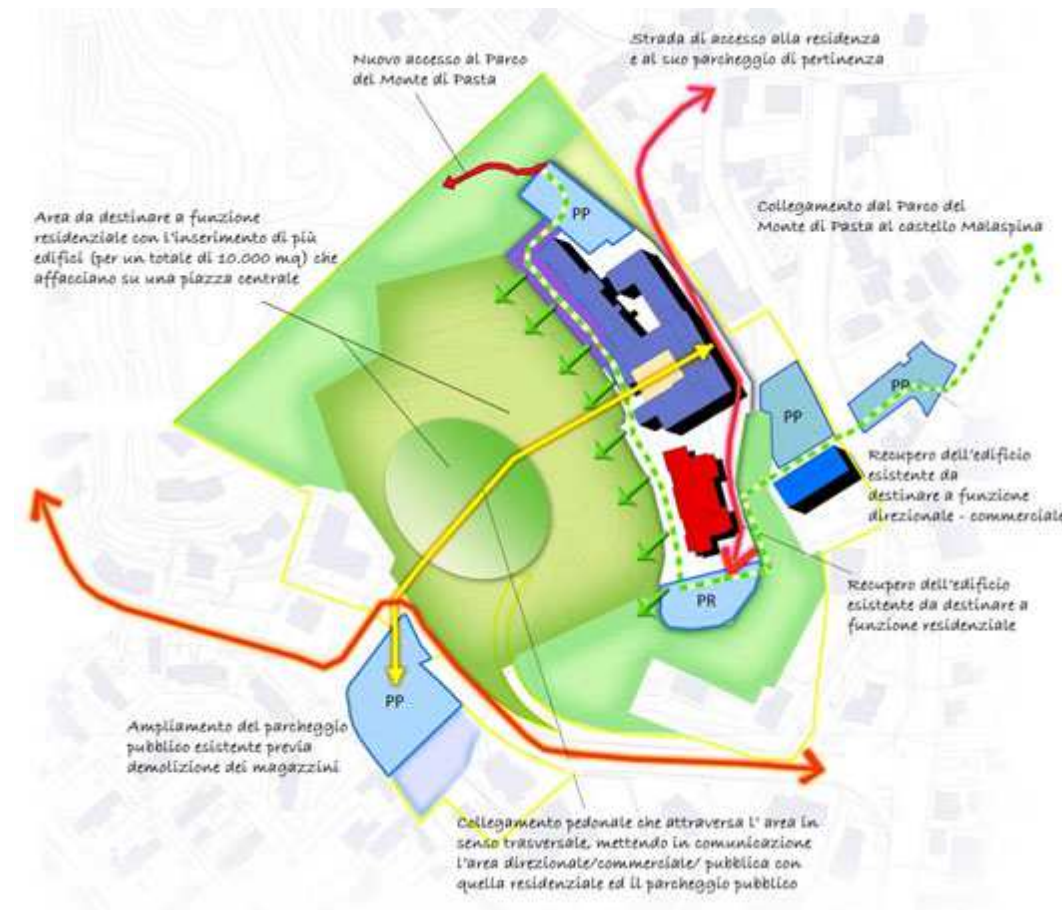 Strada di accesso alla residenza
e al suo parcheggio di pertinenza
Nuovo accesso al Parco
del Monte di Pasta
Area da destinare a funzione
residenziale con l'inserimento di più
edifici (per un totale di 10.000 mq) che
affacciano su una piazza centrale
Collegamento dal Parco del
Monte di Pasta al castello Malaspina
PP
PP
PP
Recupero dell'edificio
esistente da
destinare a funzione
direzionale - commerciale
Recupero dell'edificio
esistente da destinare a
funzione residenziale
PR
PP
Ampliamento del parcheggio
pubblico esistente previa
demolizione dei magazzini
Collegamento pedonale che attraversa l' area in
senso trasversale, mettendo in comunicazione
l'area direzionale/commerciale/ pubblica con
quella residenziale ed il parcheggio pubblico